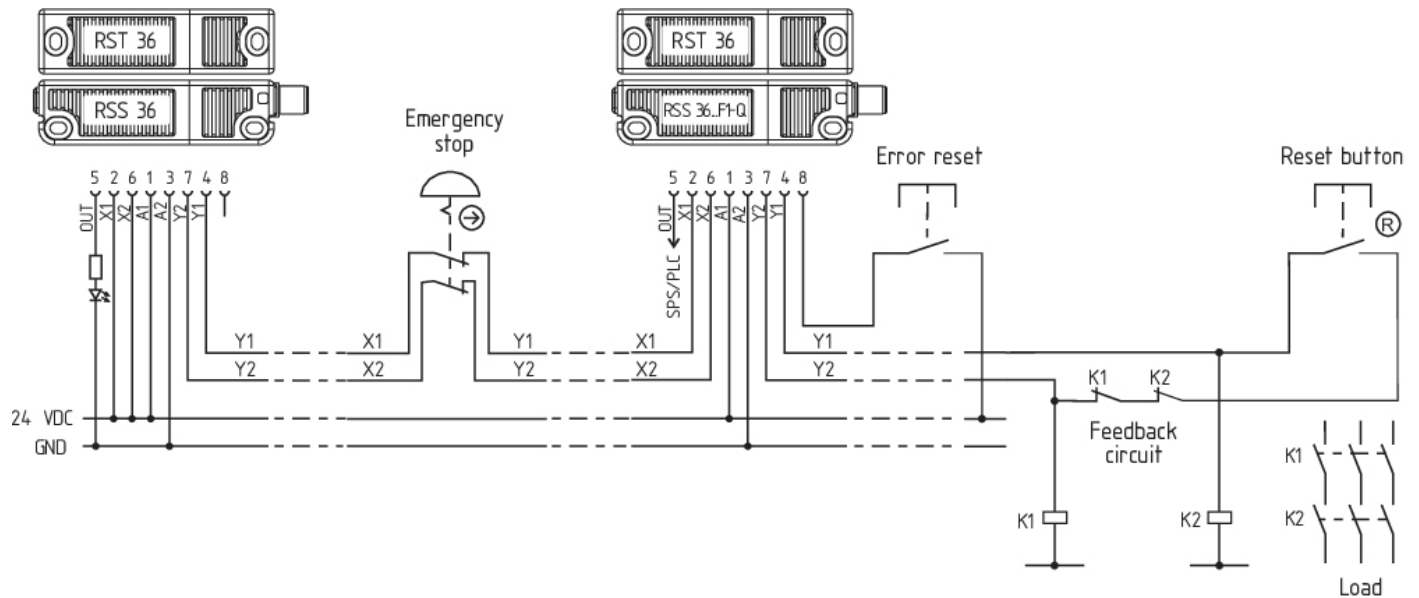 RST 36
RSS 36
5 2 6 1 3 7 4 8
OUT X1 X2 A1 A2 Y2 Y1
Emergency
stop
RST 36
RSS 36..F1-Q
5 2 6 1 3 7 4 8
OUT X1 X2 A1 A2 Y2 Y1
SPS/PLC
Error reset
Reset button
R
Y1 X1 Y1 X1 Y1
Y2 X2 Y2 X2 Y2
24 VDC
GND
K1 K2
Feedback
circuit
K1
K2
K1
K2
Load